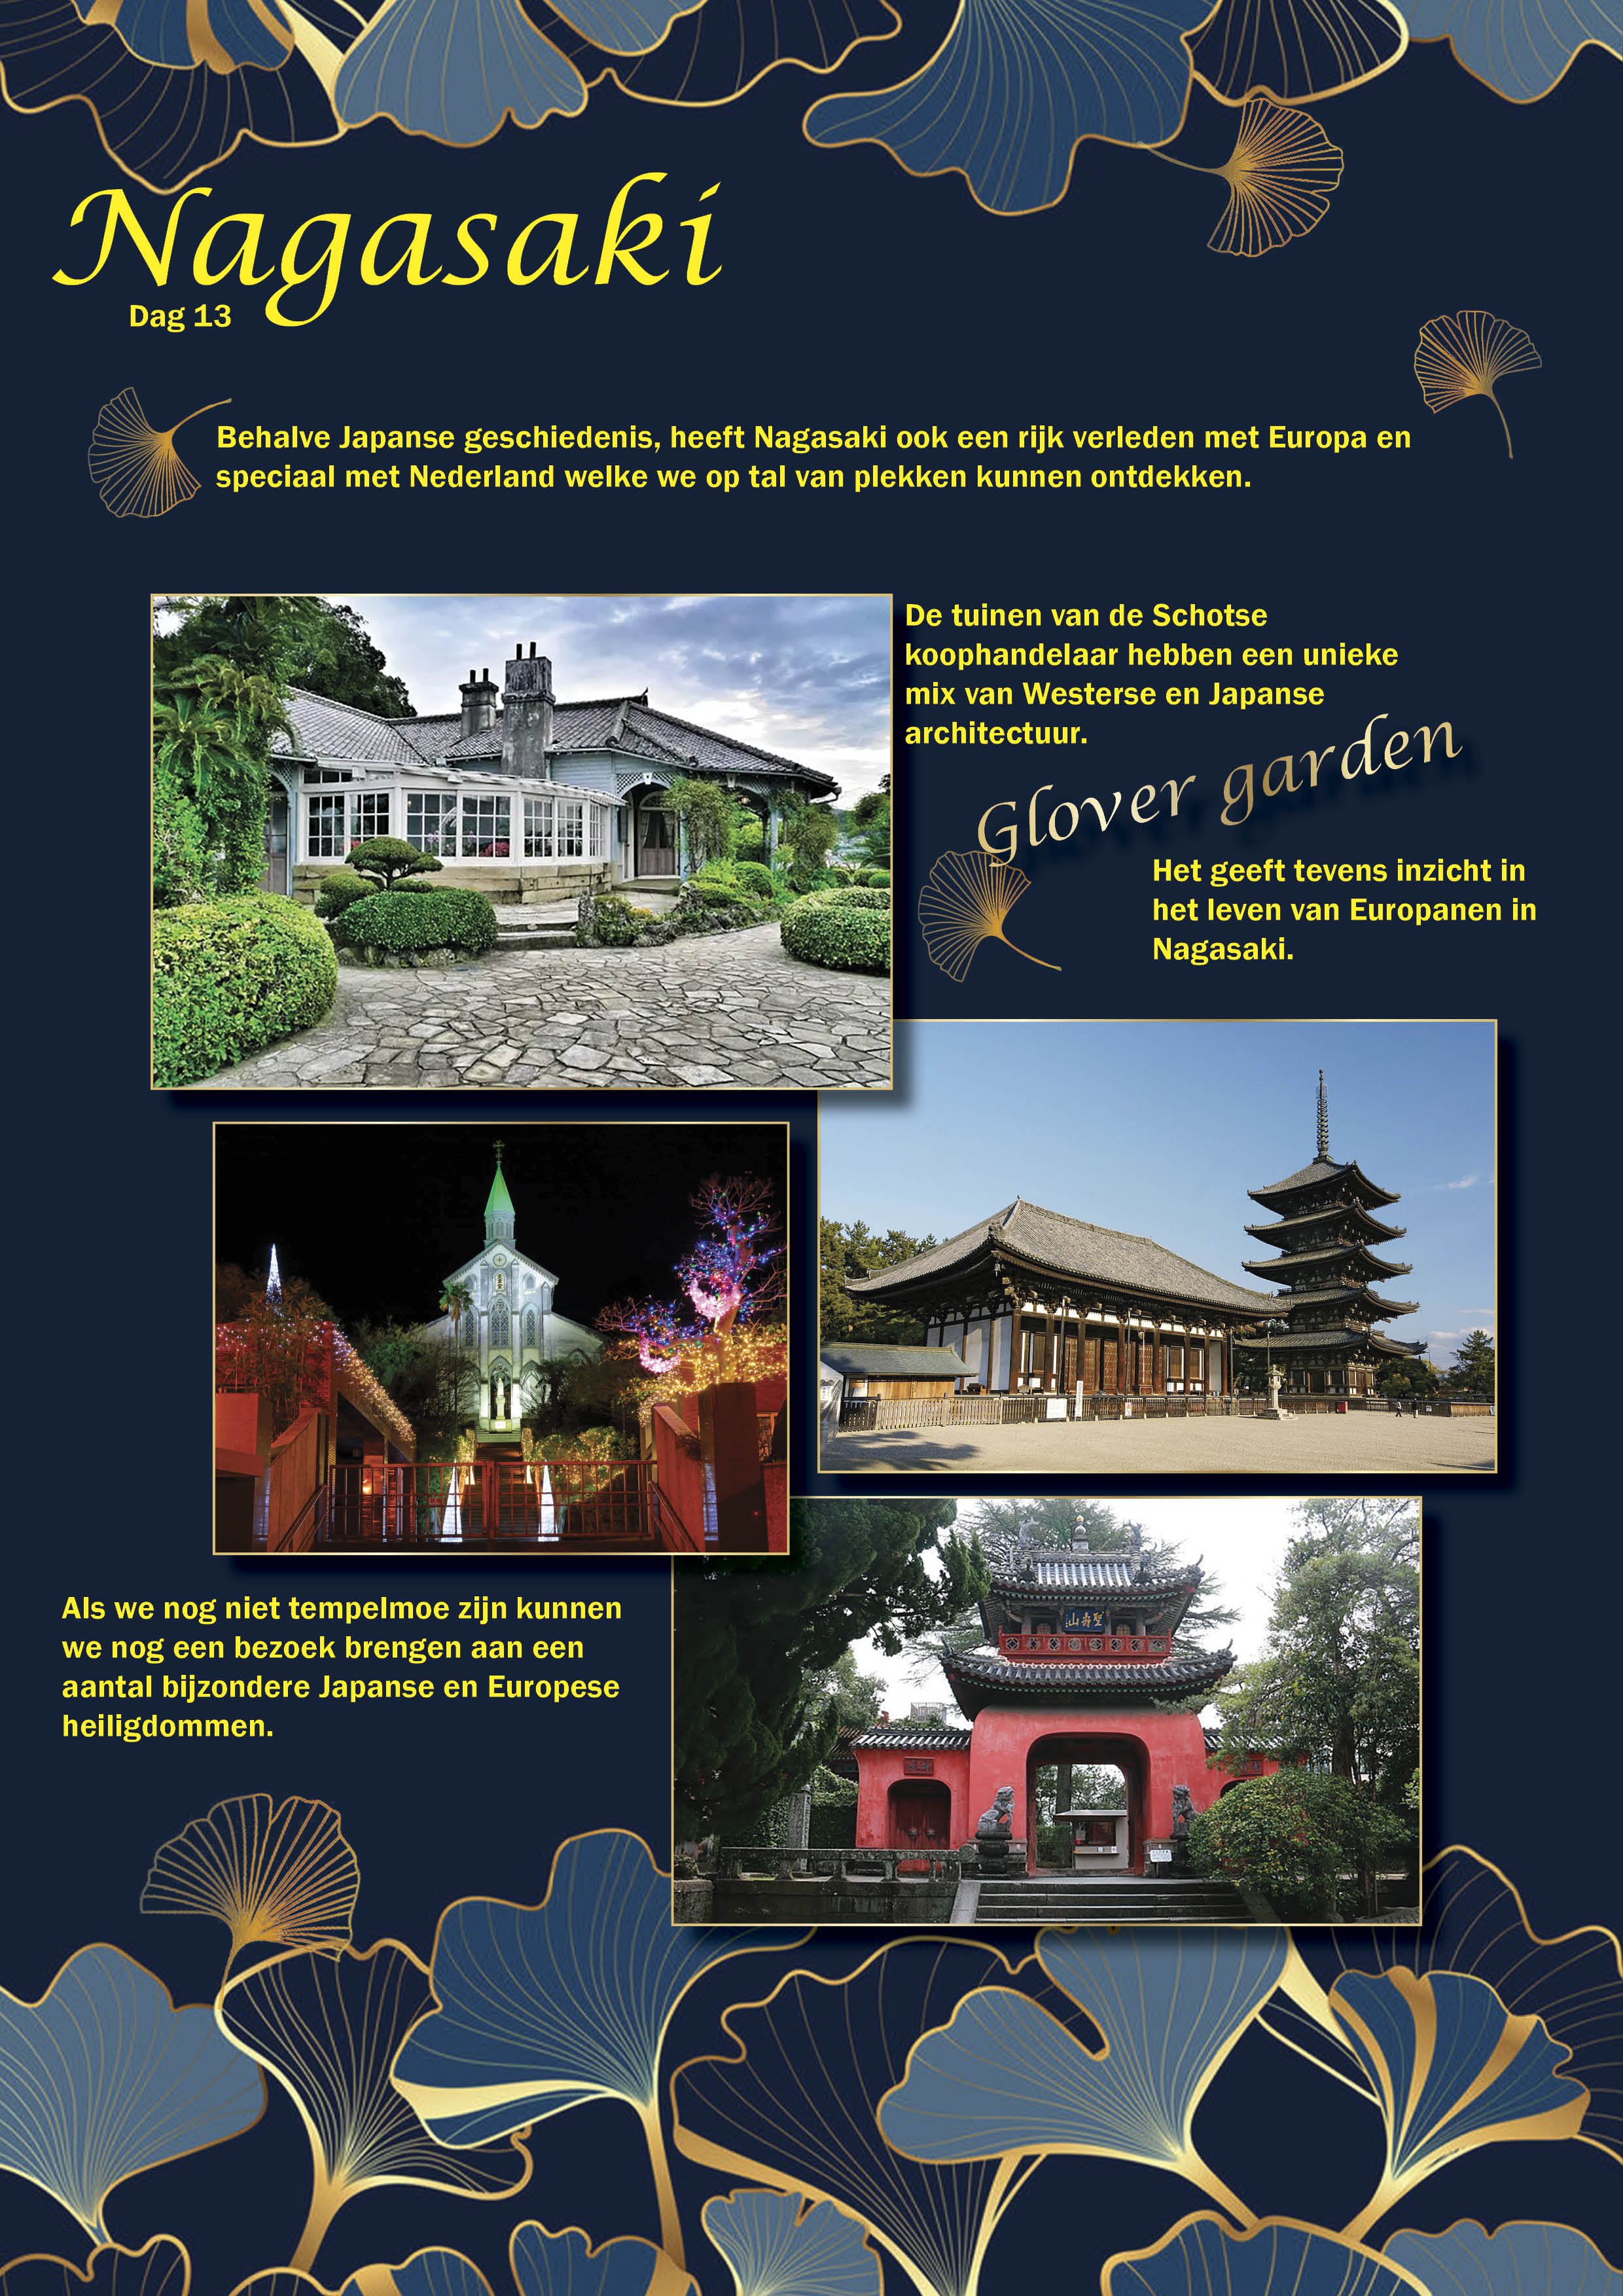 Nagasaki
Dag 13
Behalve Japanse geschiedenis, heeft Nagasaki ook een rijk verleden met Europa en
speciaal met Nederland welke we op tal van plekken kunnen ontdekken.
De tuinen van de Schotse
koophandelaar hebben een unieke
mix van Westerse en Japanse
architectuur.
Glover garden
Het geeft tevens inzicht in
het leven van Europanen in
Nagasaki.
Als we nog niet tempelmoe zijn kunnen
we nog een bezoek brengen aan een
aantal bijzondere Japanse en Europese
heiligdommen.
山壽聖